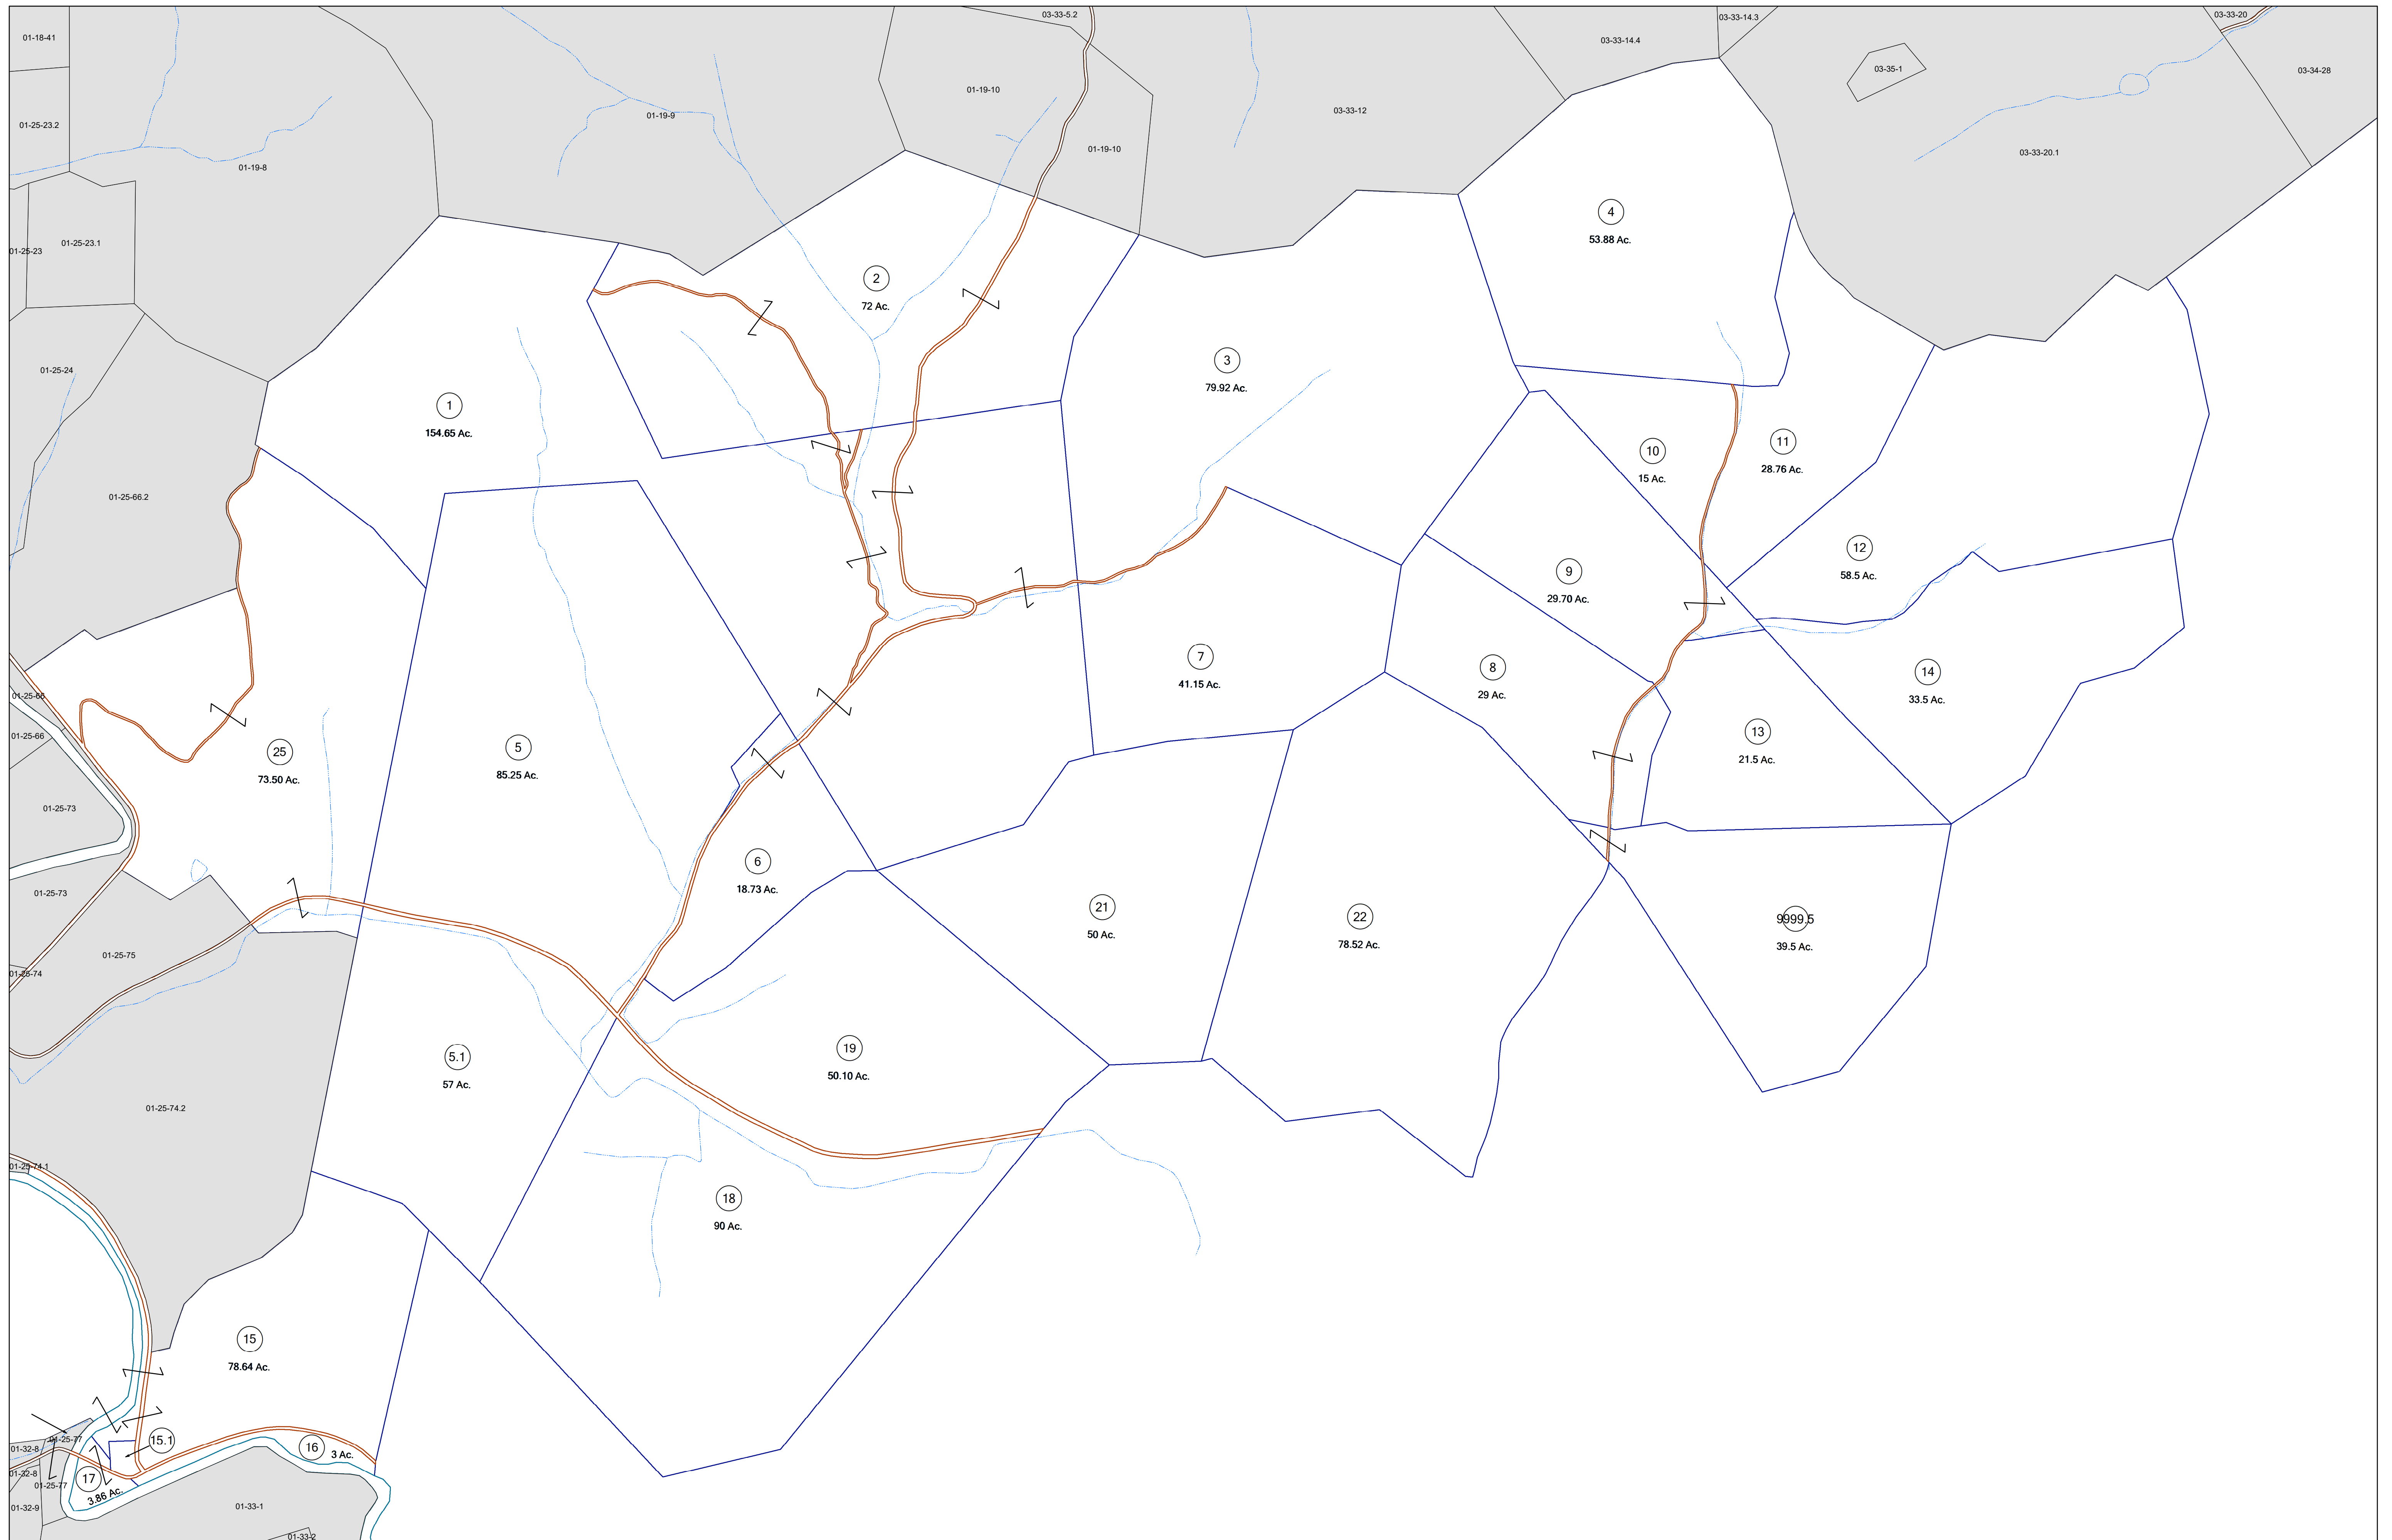 03-33-5.2
03-33-14.3
03-33-20
01-18-41
03-33-14.4
03-35-1
03-34-28
01-19-10
03-33-12
01-19-9
01-25-23.2
01-19-10
03-33-20.1
01-19-8
4
53.88 Ac.
01-25-23
01-25-23.1
2
72 Ac.
3
79.92 Ac.
01-25-24
1
154.65 Ac.
11
28.76 Ac.
10
15 Ac.
01-25-66.2
12
58.5 Ac.
9
29.70 Ac.
7
41.15 Ac.
8
29 Ac.
14
33.5 Ac.
01-25-65
01-25-66
25
73.50 Ac.
5
85.25 Ac.
13
21.5 Ac.
01-25-73
6
18.73 Ac.
01-25-73
21
50 Ac.
22
78.52 Ac.
9999.5
39.5 Ac.
01-25-75
01-25-74
5.1
57 Ac.
19
50.10 Ac.
01-25-74.2
01-25-74.1
18
90 Ac.
15
78.64 Ac.
01-25-77
15.1
01-32-8
16
3 Ac.
01-32-8
17
01-25-77
3.86 Ac.
01-32-9
01-33-1
01-33-2